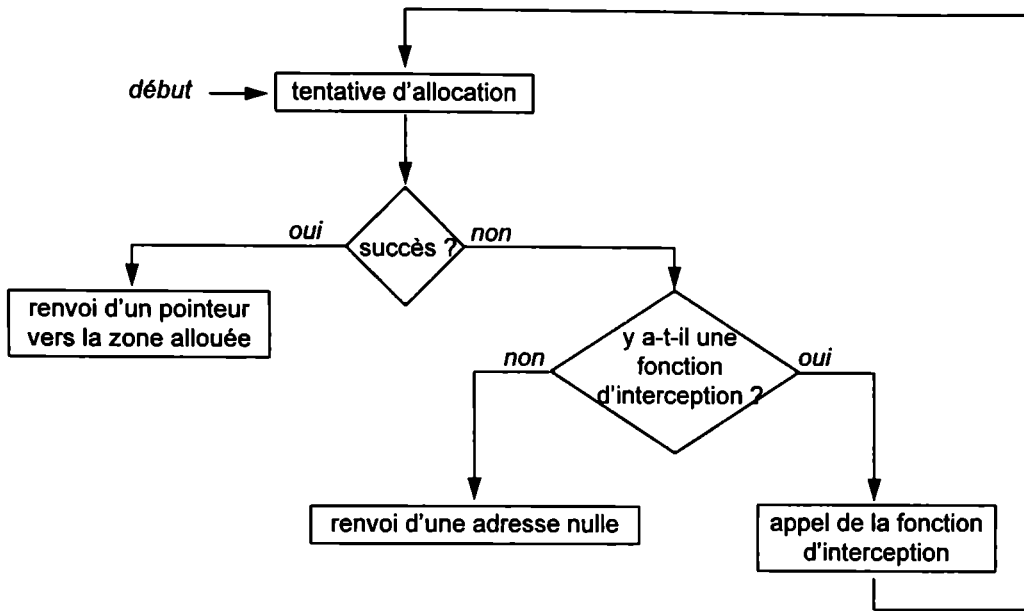 début
tentative d'allocation
oui
succès ?
non
renvoi d'un pointeur
vers la zone allouée
non
y a-t-il une
fonction
d'interception ?
oui
renvoi d'une adresse nulle
appel de la fonction
d'interception